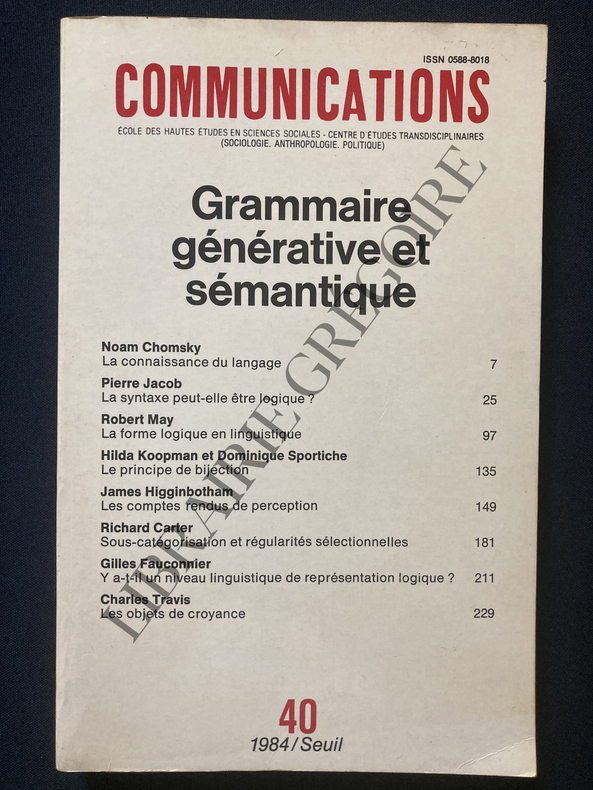 ISSN 0588-8018
COMMUNICATIONS
ÉCOLE DES HAUTES ÉTUDES EN SCIENCES SOCIALES - CENTRE D'ÉTUDES TRANSDISCIPLINAIRES
(SOCIOLOGIE, ANTHROPOLOGIE, POLITIQUE)
Grammaire
générative et
sémantique
Noam Chomsky
La connaissance du langage 7
Pierre Jacob
La syntaxe peut-elle être logique ? 25
Robert May
La forme logique en linguistique 97
Hilda Koopman et Dominique Sportiche
Le principe de bijection 135
James Higginbotham
Les comptes rendus de perception 149
Richard Carter
Sous-catégorisation et régularités sélectionnelles 181
Gilles Fauconnier
Y a-t-il un niveau linguistique de représentation logique ? 211
Charles Travis
Les objets de croyance 229
40
1984/Seuil
LIBRAIRIE GREGOIRE